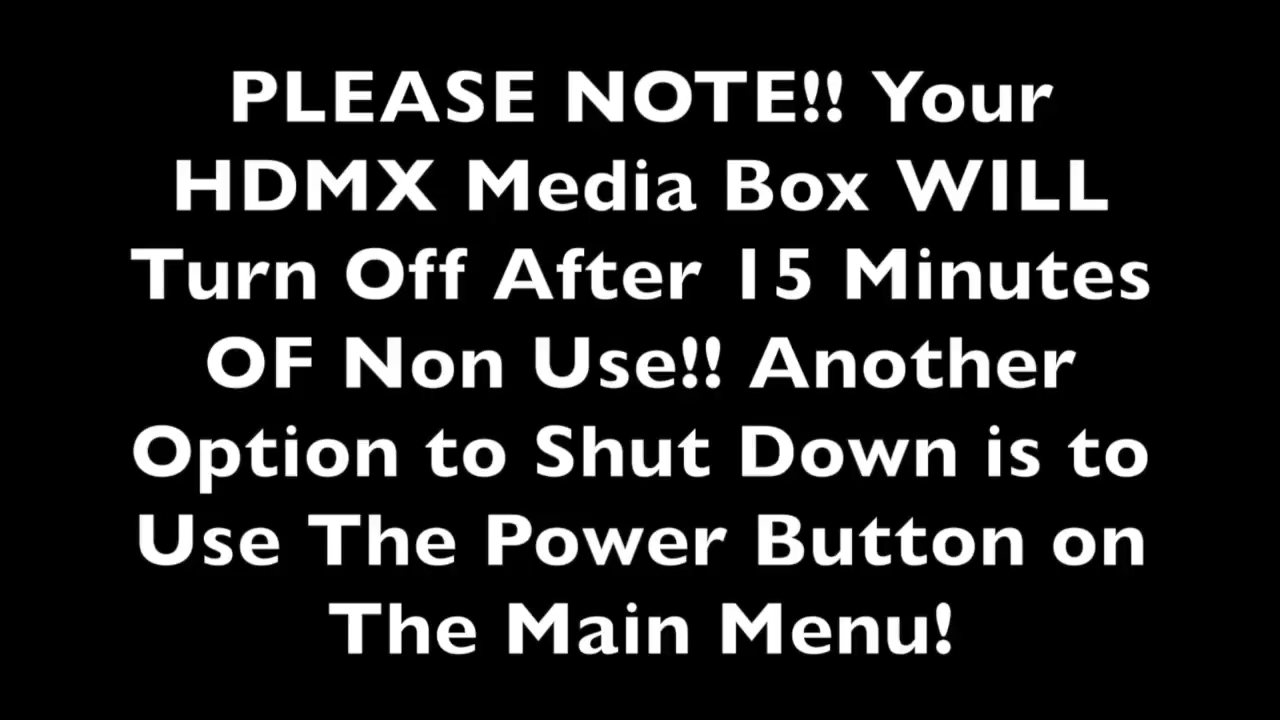 PLEASE NOTE!! Your
HDMX Media Box WILL
Turn Off After 15 Minutes
OF Non Use!! Another
Option to Shut Down is to
Use The Power Button on
The Main Menu!